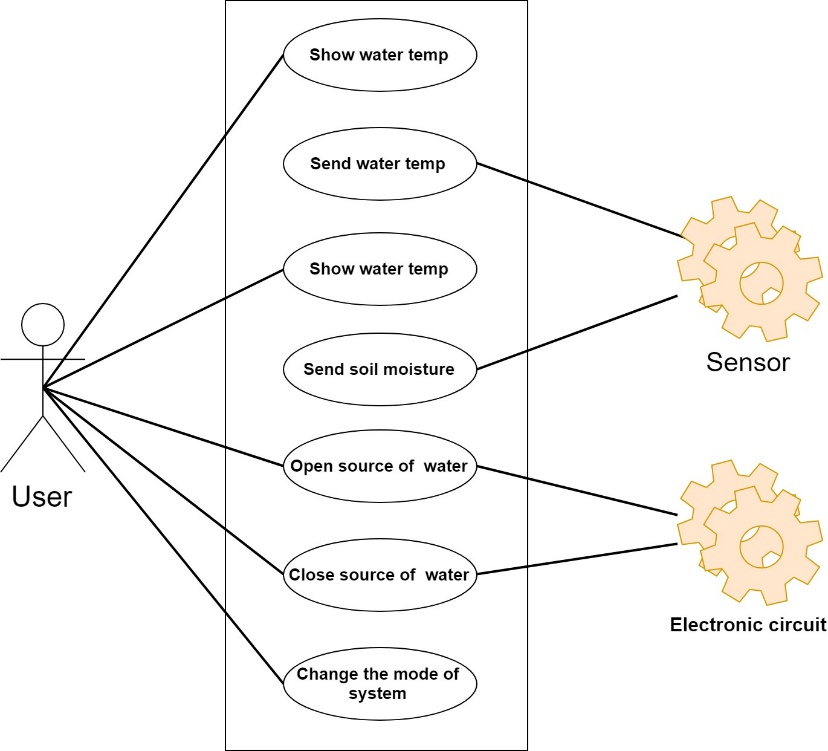 Show water temp
Send water temp
Show water temp
Send soil moisture
Open source of  water
Close source of  water
Change the mode of
system
User
Sensor
Electronic circuit